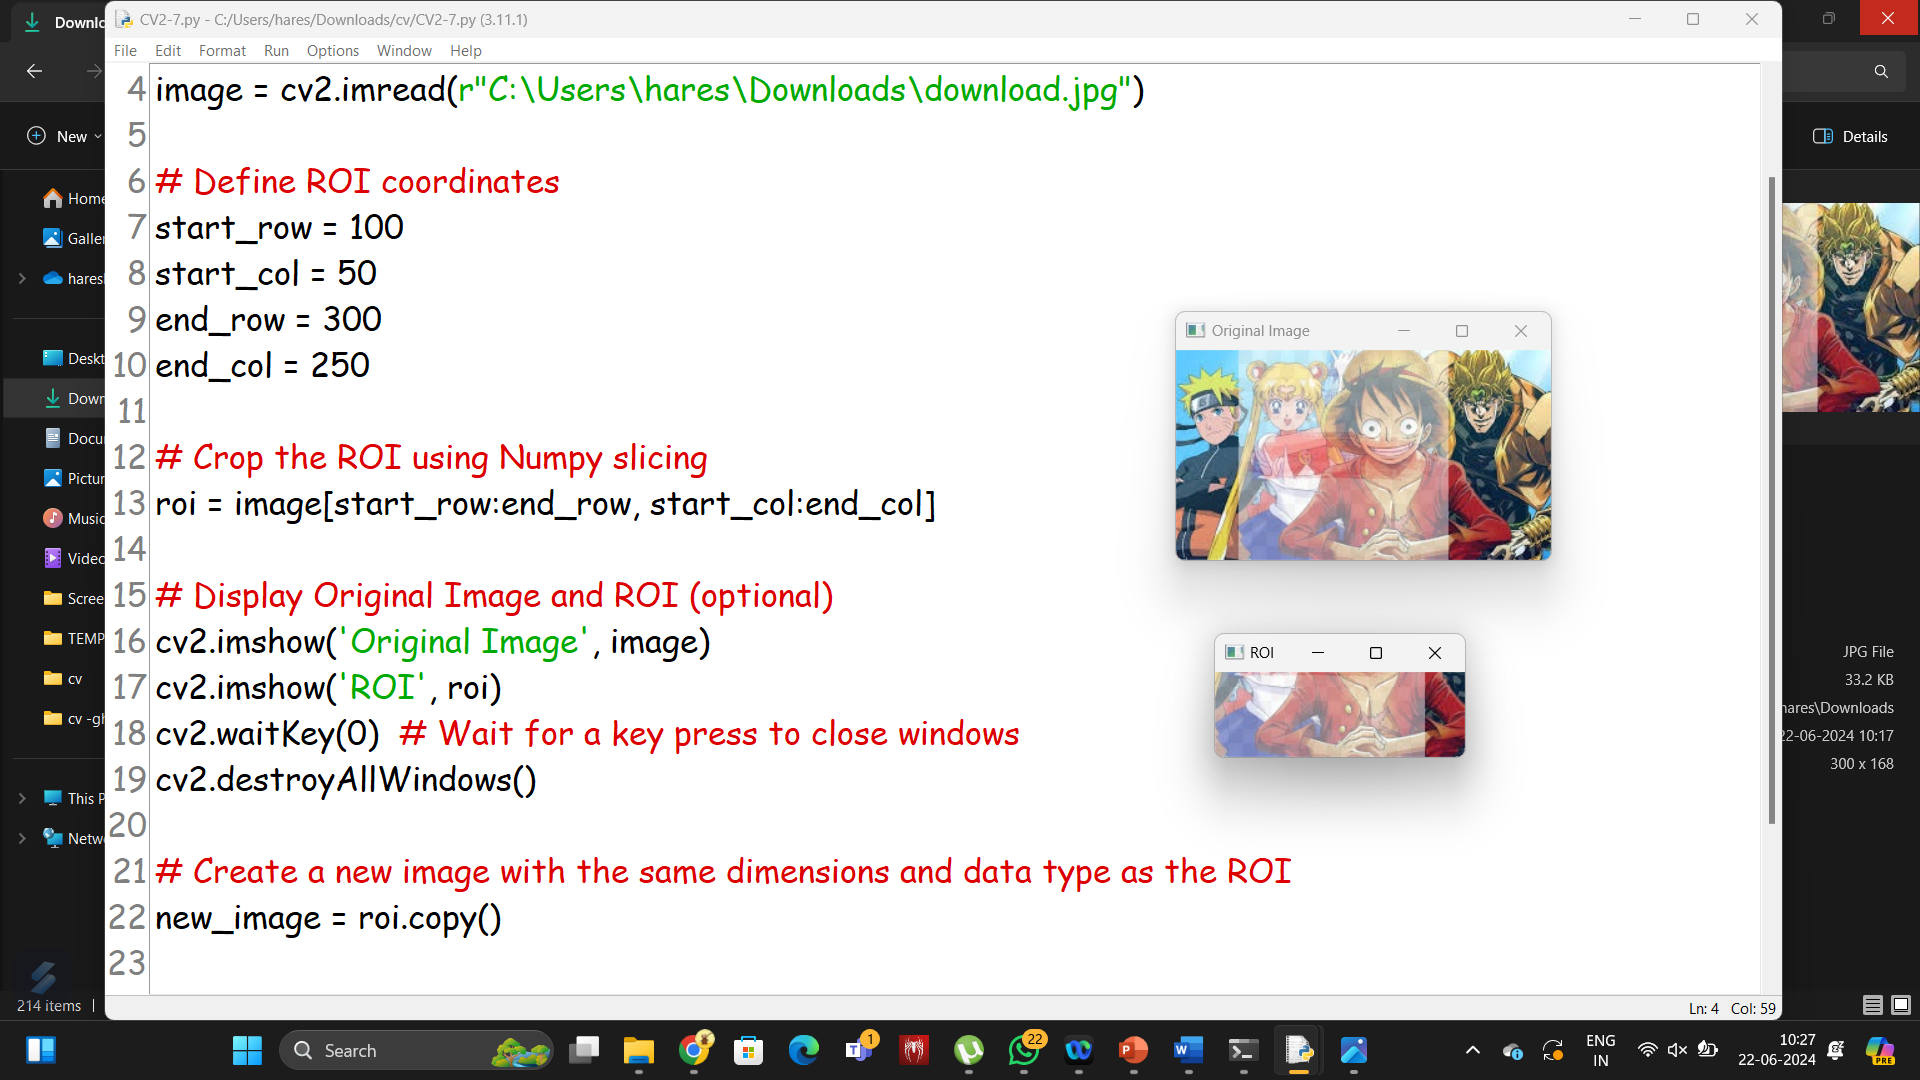 Downlo
CV2-7.py - C:/Users/hares/Downloads/cv/CV2-7.py (3.11.1)
File Edit Format Run Options Window Help
4 image = cv2.imread(r"C:\Users\hares\Downloads\download.jpg")
5
6 # Define ROI coordinates
7 start_row = 100
8 start_col = 50
9 end_row = 300
10 end_col = 250
11
12 # Crop the ROI using Numpy slicing
13 roi = image[start_row:end_row, start_col:end_col]
14
15 # Display Original Image and ROI (optional)
16 cv2.imshow('Original Image', image)
17 cv2.imshow('ROI', roi)
18 cv2.waitKey(0)  # Wait for a key press to close windows
19 cv2.destroyAllWindows()
20
21 # Create a new image with the same dimensions and data type as the ROI
22 new_image = roi.copy()
23
Ln: 4 Col: 59
New
Home
Galler
hares
Deskt
Down
Docu
Pictur
Music
Video
Scree
TEMP
cv
cv -gh
This P
Netwo
214 items
Original Image
ROI
Details
JPG File
33.2 KB
hares\Downloads
22-06-2024 10:17
300 x 168
Search
1
22
P
W
ENG
IN
10:27
22-06-2024
PRE